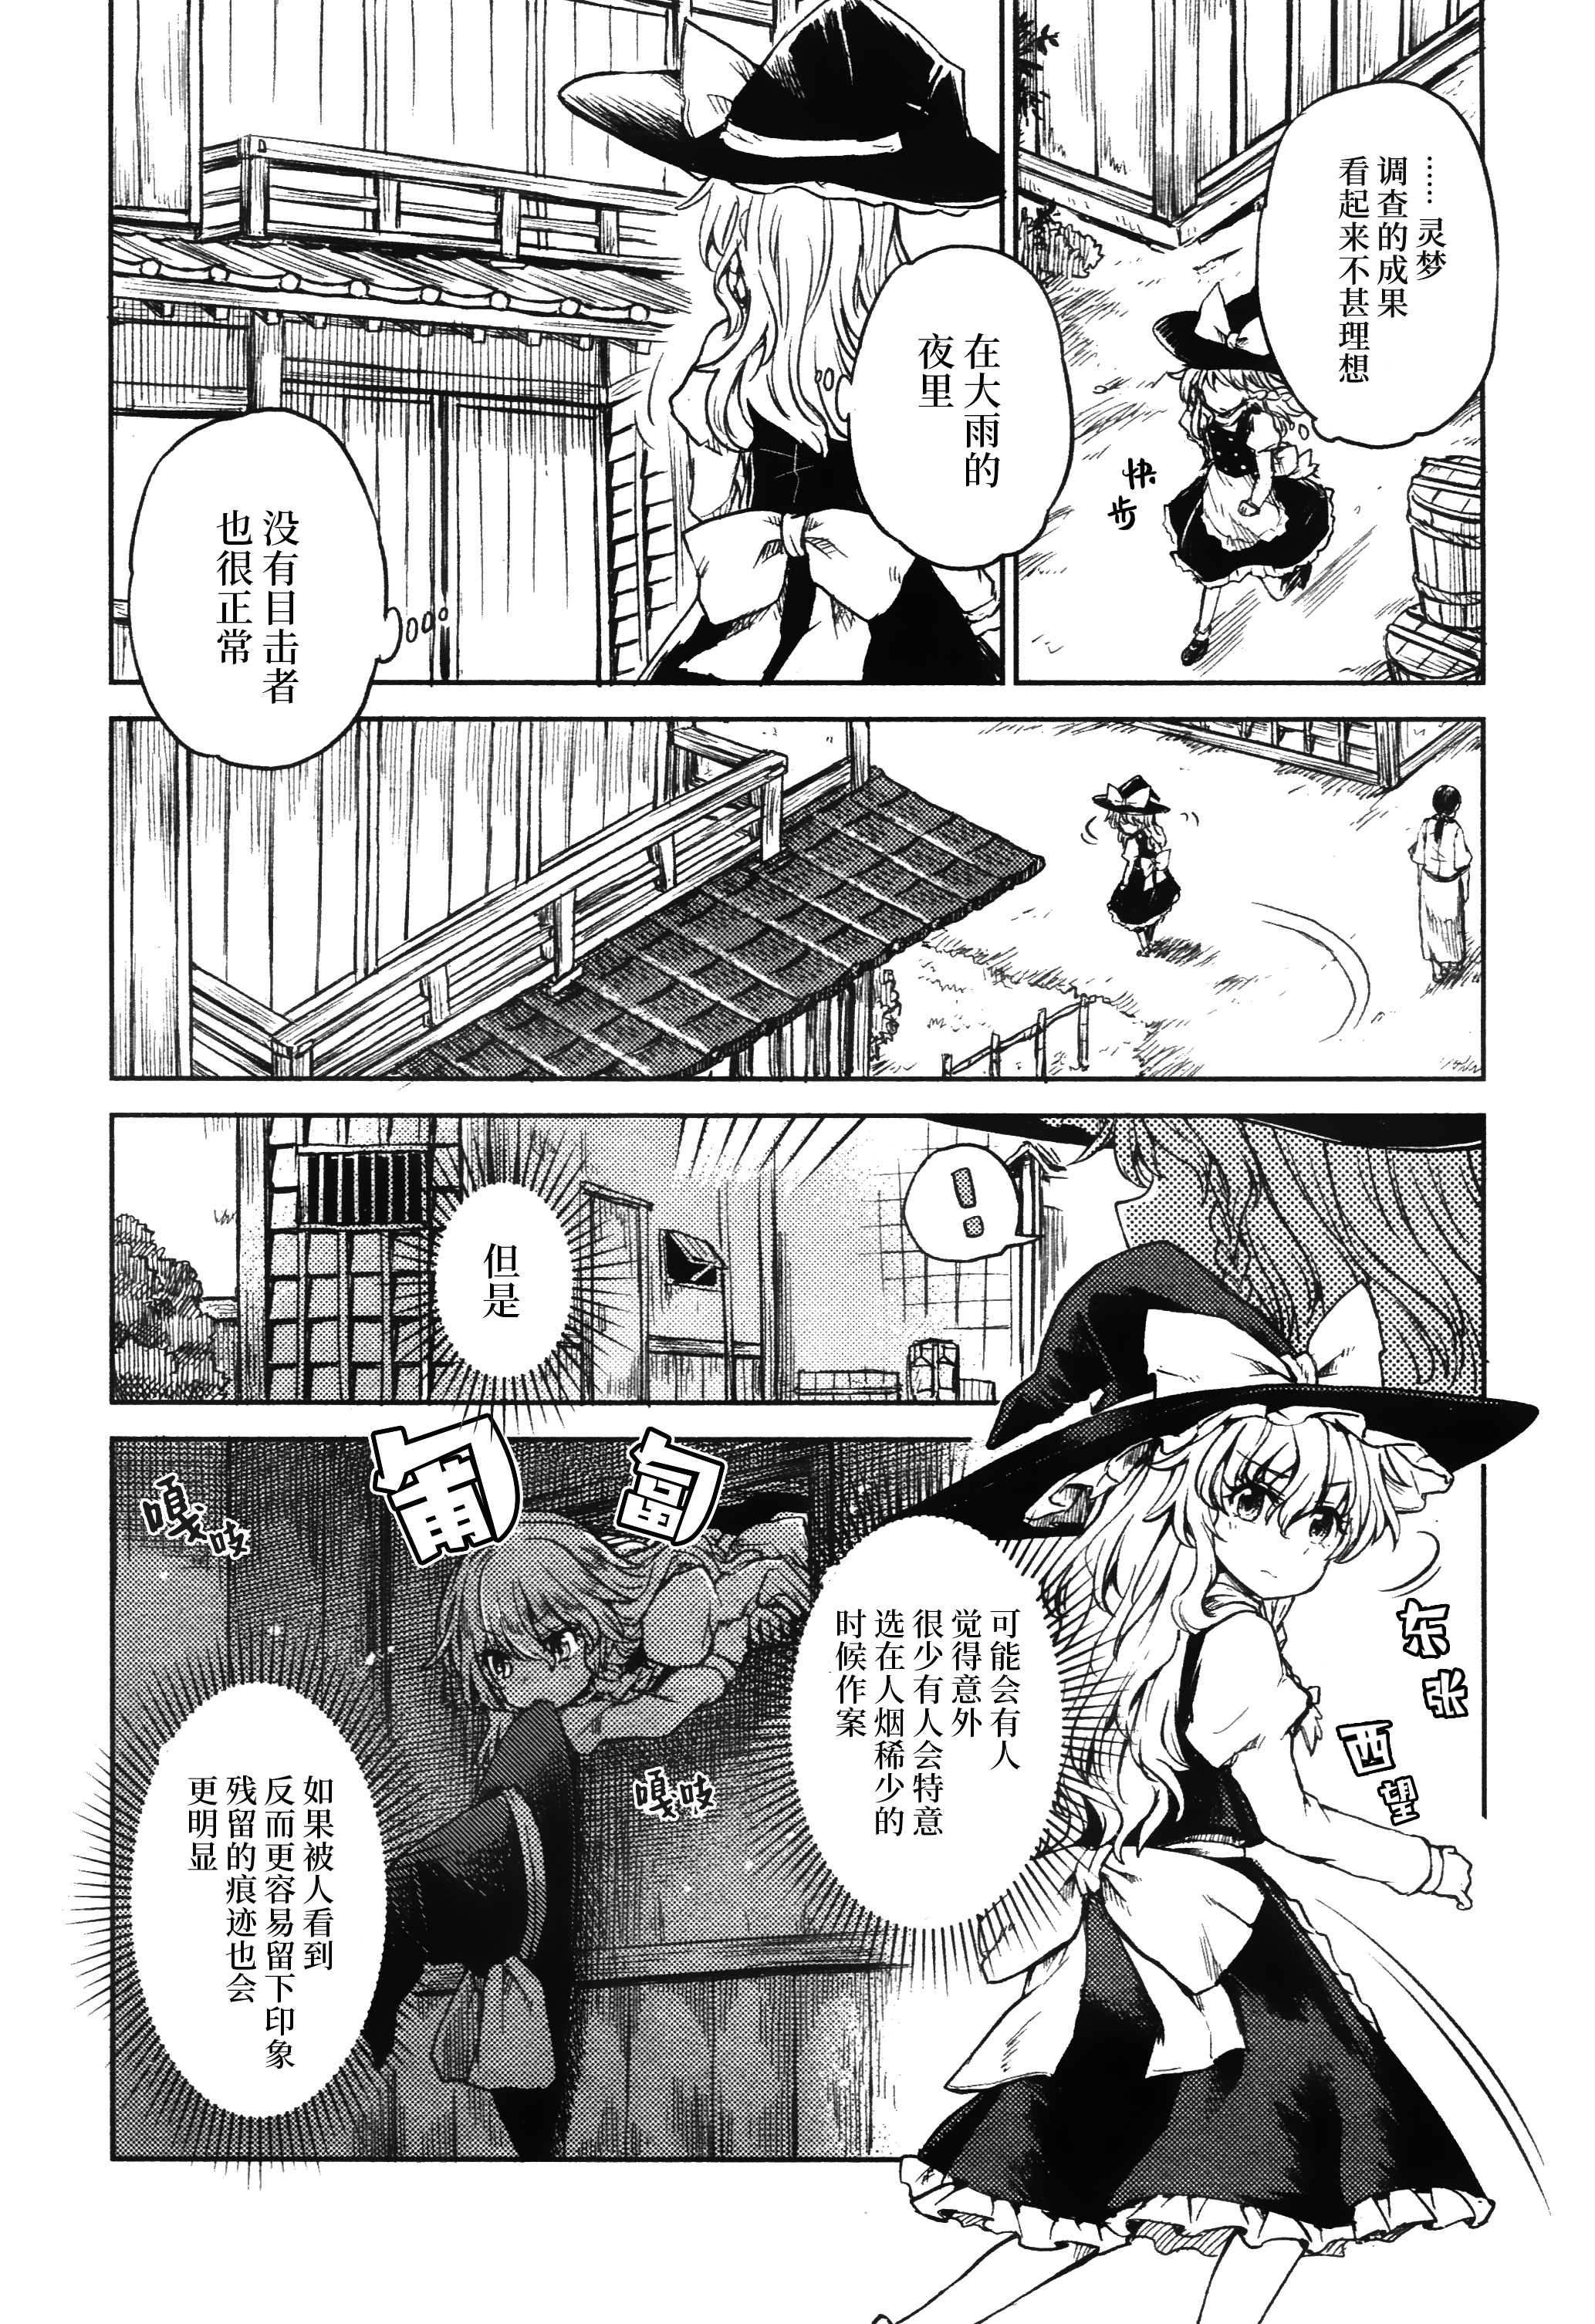 ……灵梦
调查的成果
看起来不甚理想
快步
在大雨的
夜里
没有目击者
也很正常
！
但是
东张
西望
可能会有人
觉得意外
很少有人会特意
选在人烟稀少的
时候作案
匍匐
嘎吱
嘎吱
如果被人看到
反而更容易留下印象
残留的痕迹也会
更明显